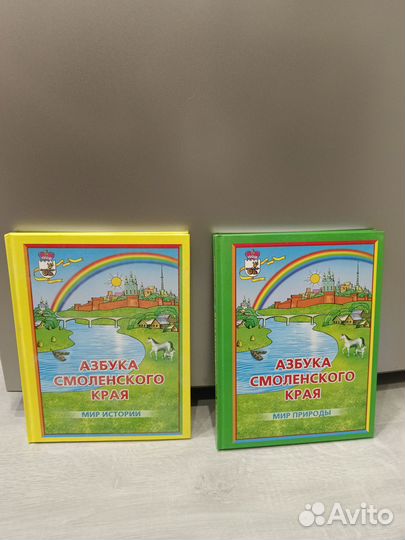 АЗБУКА
СМОЛЕНСКОГО
КРАЯ
МИР ИСТОРИИ
АЗБУКА
СМОЛЕНСКОГО
КРАЯ
МИР ПРИРОДЫ
Avito